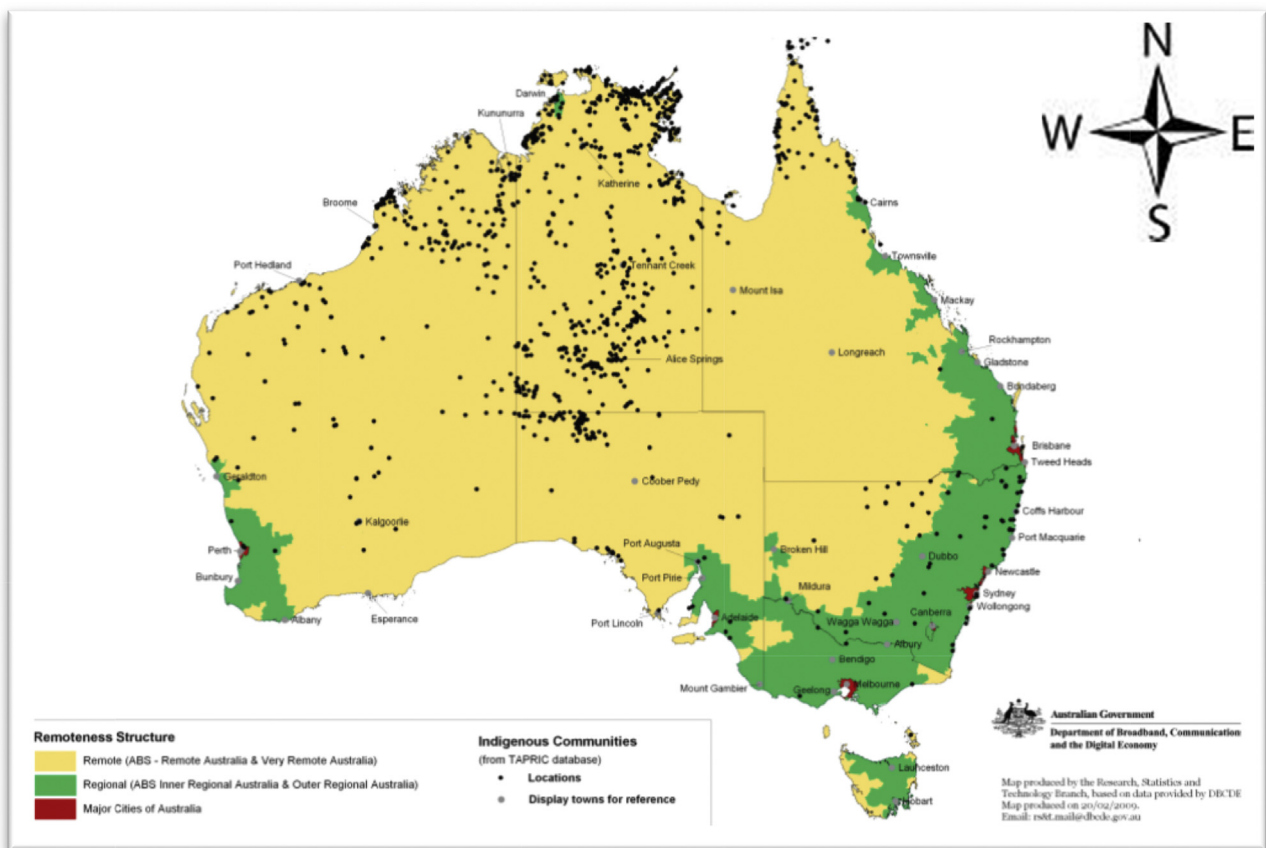 N
W
E
S
Darwin
Kununurra
Katherine
Broome
Cairns
Port Hedland
Tennant Creek
Townsville
Mount Isa
Mackay
Rockhampton
Longreach
Alice Springs
Gladstone
Bundaberg
Brisbane
Tweed Heads
Geraldton
Coober Pedy
Coffs Harbour
Kalgoorlie
Port Macquarie
Port Augusta
Broken Hill
Dubbo
Perth
Newcastle
Bunbury
Port Pirie
Mildura
Sydney
Wollongong
Canberra
Albany
Esperance
Port Lincoln
Adelaide
Wagga Wagga
Albury
Bendigo
Mount Gambier
Geelong
Melbourne
Launceston
Hobart
Remoteness Structure
Remote (ABS - Remote Australia & Very Remote Australia)
Regional (ABS Inner Regional Australia & Outer Regional Australia)
Major Cities of Australia
Indigenous Communities
(from TAPRIC database)
Locations
Display towns for reference
Australian Government
Department of Broadband, Communication
and the Digital Economy
Map produced by the Research, Statistics and
Technology Branch, based on data provided by DBCDE
Map produced on 20/02/2009.
Email: rs&t.mail@dbcde.gov.au